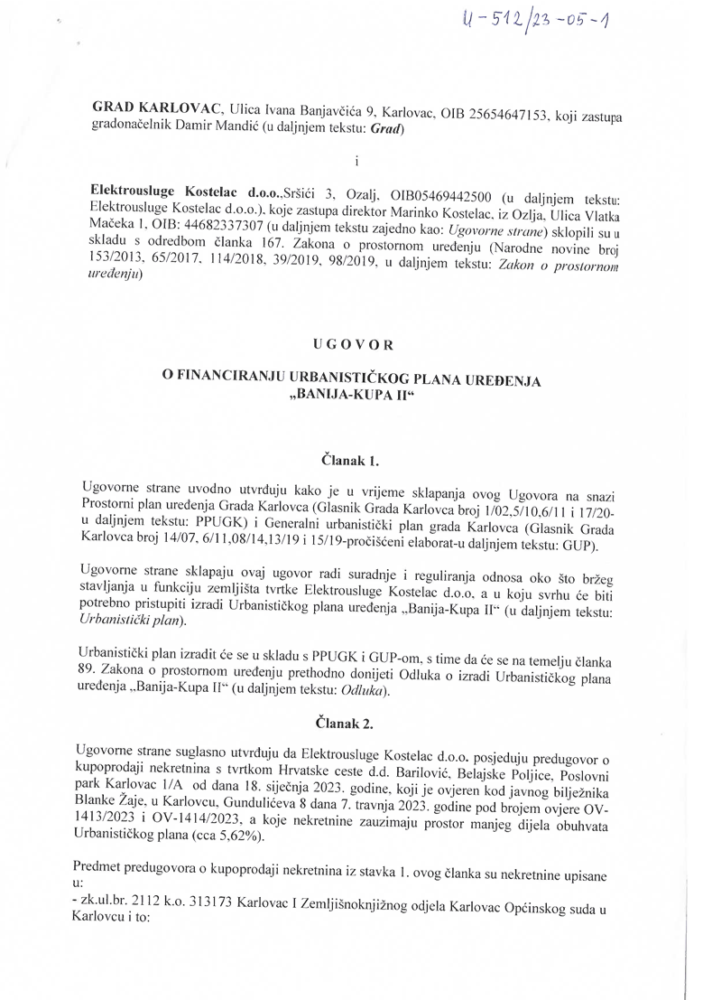 U-512/23-05-1
GRAD KARLOVAC, Ulica Ivana Banjavčića 9, Karlovac, OIB 25654647153, koji zastupa
gradonačelnik Damir Mandić (u daljnjem tekstu: Grad)
i
Elektrousluge Kostelac d.o.o.,Sršići 3, Ozalj, OIB05469442500 (u daljnjem tekstu:
Elektrousluge Kostelac d.o.o.), koje zastupa direktor Marinko Kostelac, iz Ozlja, Ulica Vlatka
Mačeka 1, OIB: 44682337307 (u daljnjem tekstu zajedno kao: Ugovorne strane) sklopili su u
skladu s odredbom članka 167. Zakona o prostornom uređenju (Narodne novine broj
153/2013, 65/2017, 114/2018, 39/2019, 98/2019, u daljnjem tekstu: Zakon o prostornom
uređenju)
U G O V O R
O FINANCIRANJU URBANISTIČKOG PLANA UREĐENJA
„BANIJA-KUPA II“
Članak 1.
Ugovorne strane uvodno utvrđuju kako je u vrijeme sklapanja ovog Ugovora na snazi
Prostorni plan uređenja Grada Karlovca (Glasnik Grada Karlovca broj 1/02,5/10,6/11 i 17/20-
u daljnjem tekstu: PPUGK) i Generalni urbanistički plan grada Karlovca (Glasnik Grada
Karlovca broj 14/07, 6/11,08/14,13/19 i 15/19-pročišćeni elaborat-u daljnjem tekstu: GUP).
Ugovorne strane sklapaju ovaj ugovor radi suradnje i reguliranja odnosa oko što bržeg
stavljanja u funkciju zemljišta tvrtke Elektrousluge Kostelac d.o.o, a u koju svrhu će biti
potrebno pristupiti izradi Urbanističkog plana uređenja „Banija-Kupa II“ (u daljnjem tekstu:
Urbanistički plan).
Urbanistički plan izradit će se u skladu s PPUGK i GUP-om, s time da će se na temelju članka
89. Zakona o prostornom uređenju prethodno donijeti Odluka o izradi Urbanističkog plana
uređenja „Banija-Kupa II“ (u daljnjem tekstu: Odluka).
Članak 2.
Ugovorne strane suglasno utvrđuju da Elektrousluge Kostelac d.o.o. posjeduju predugovor o
kupoprodaji nekretnina s tvrtkom Hrvatske ceste d.d. Barilović, Belajske Poljice, Poslovni
park Karlovac 1/A od dana 18. siječnja 2023. godine, koji je ovjeren kod javnog bilježnika
Blanke Žaje, u Karlovcu, Gundulićeva 8 dana 7. travnja 2023. godine pod brojem ovjere OV-
1413/2023 i OV-1414/2023, a koje nekretnine zauzimaju prostor manjeg dijela obuhvata
Urbanističkog plana (cca 5,62%).
Predmet predugovora o kupoprodaji nekretnina iz stavka 1. ovog članka su nekretnine upisane
u:
- zk.ul.br. 2112 k.o. 313173 Karlovac I Zemljišnoknjižnog odjela Karlovac Općinskog suda u
Karlovcu i to: